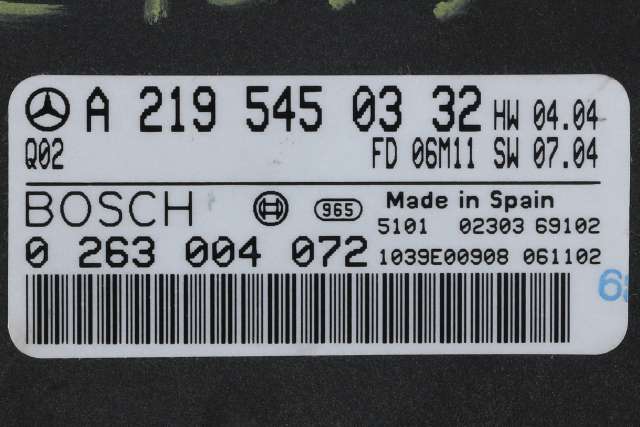 A 219 545 03 32 HW 04.04
Q02 FD 06M11 SW 07.04
BOSCH 965 Made in Spain
5101 02303 69102
0 263 004 072 1039E00908 061102